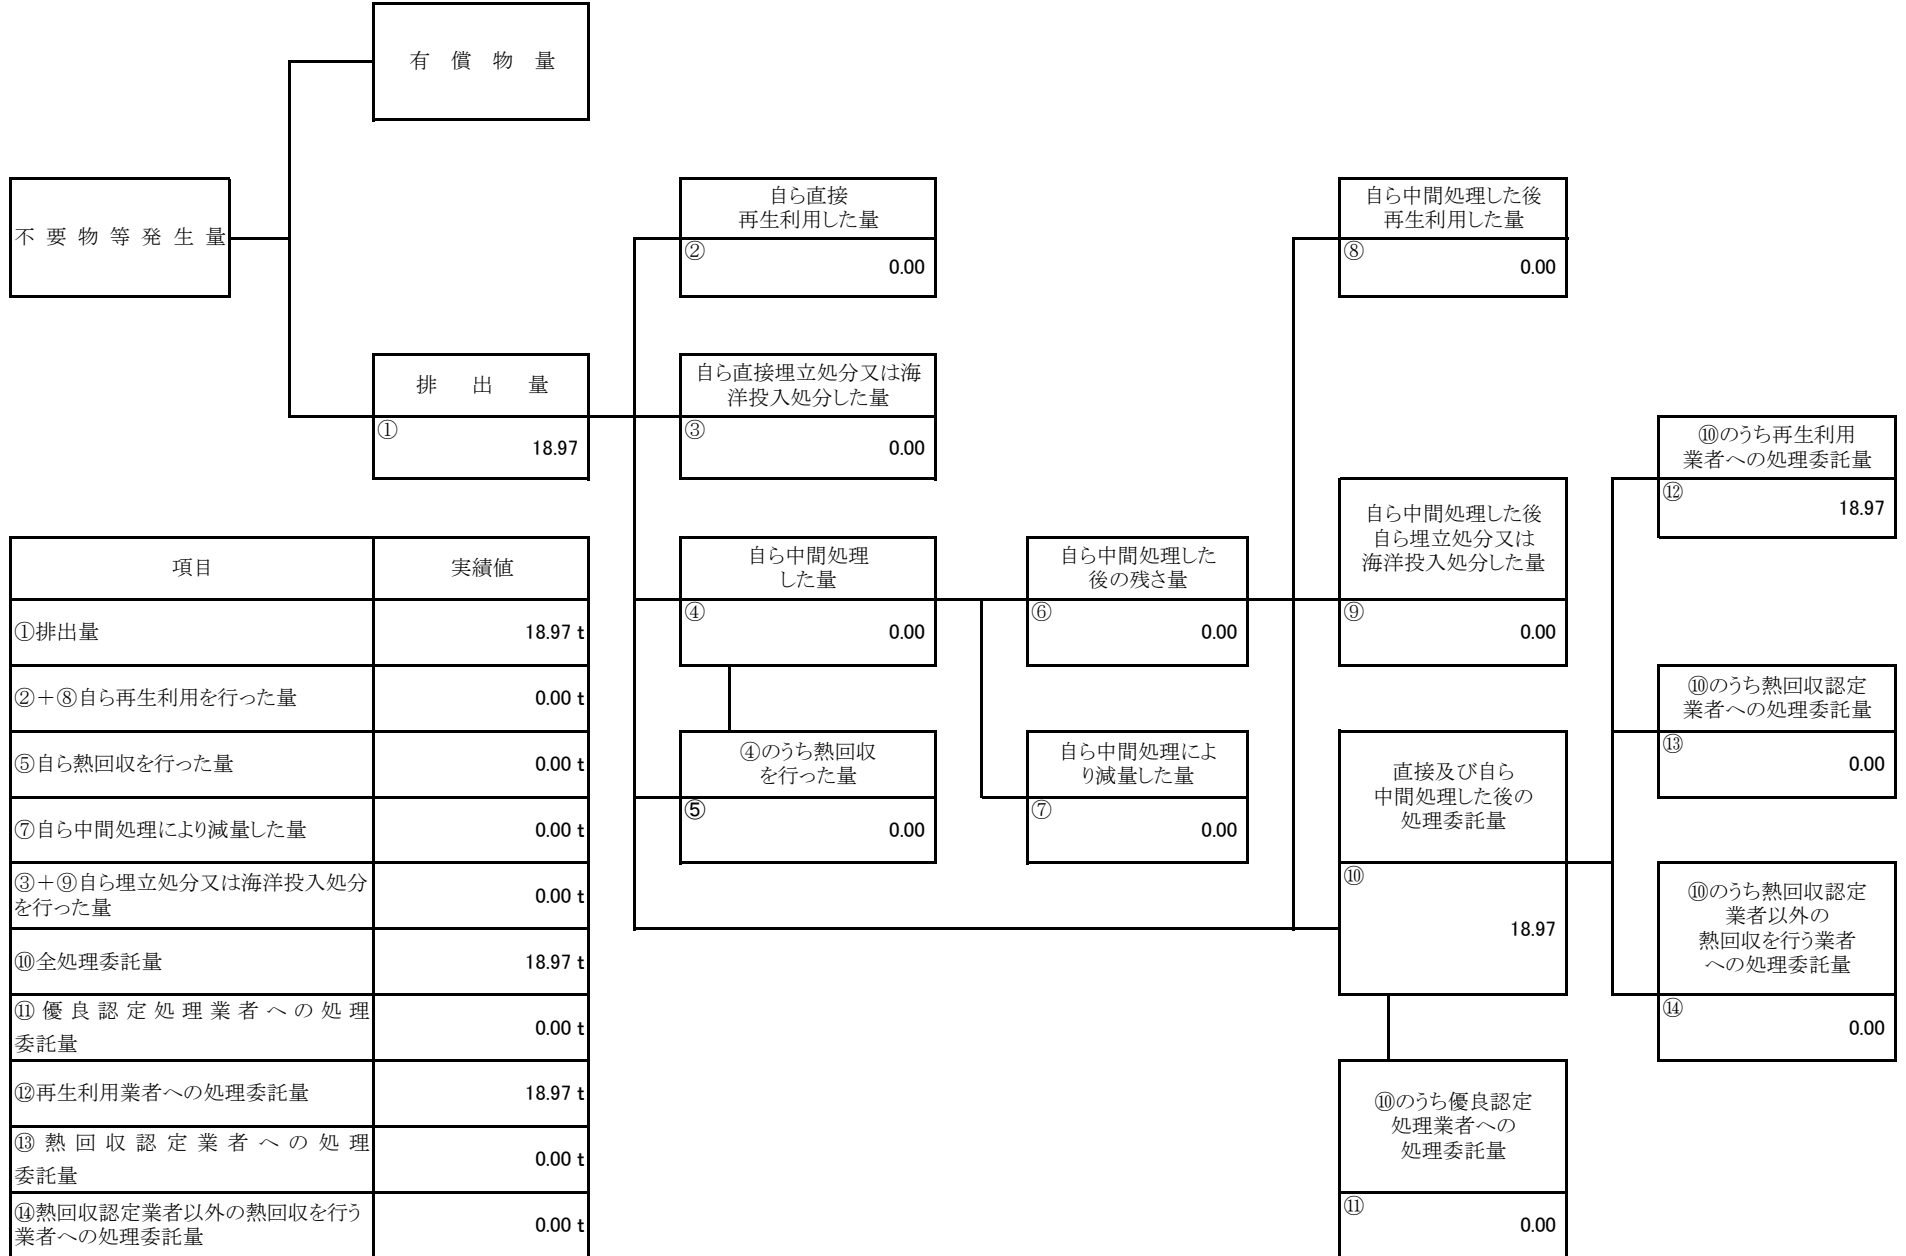 有償物量
不要物等発生量
自ら直接
再生利用した量
②
0.00
自ら中間処理した後
再生利用した量
⑧
0.00
排出量
①
18.97
自ら直接埋立処分又は海
洋投入処分した量
③
0.00
⑩のうち再生利用
業者への処理委託量
⑫
18.97
自ら中間処理
した量
④
0.00
自ら中間処理した
後の残さ量
⑥
0.00
自ら中間処理した後
自ら埋立処分又は
海洋投入処分した量
⑨
0.00
⑩のうち熱回収認定
業者への処理委託量
⑬
0.00
④のうち熱回収
を行った量
⑤
0.00
自ら中間処理によ
り減量した量
⑦
0.00
直接及び自ら
中間処理した後の
処理委託量
⑩
18.97
⑩のうち熱回収認定
業者以外の
熱回収を行う業者
への処理委託量
⑭
0.00
⑩のうち優良認定
処理業者への
処理委託量
⑪
0.00
項目 実績値
①排出量 18.97 t
②+⑧自ら再生利用を行った量 0.00 t
⑤自ら熱回収を行った量 0.00 t
⑦自ら中間処理により減量した量 0.00 t
③+⑨自ら埋立処分又は海洋投入処分
を行った量 0.00 t
⑩全処理委託量 18.97 t
⑪優良認定処理業者への処理
委託量 0.00 t
⑫再生利用業者への処理委託量 18.97 t
⑬熱回収認定業者への処理
委託量 0.00 t
⑭熱回収認定業者以外の熱回収を行う
業者への処理委託量 0.00 t